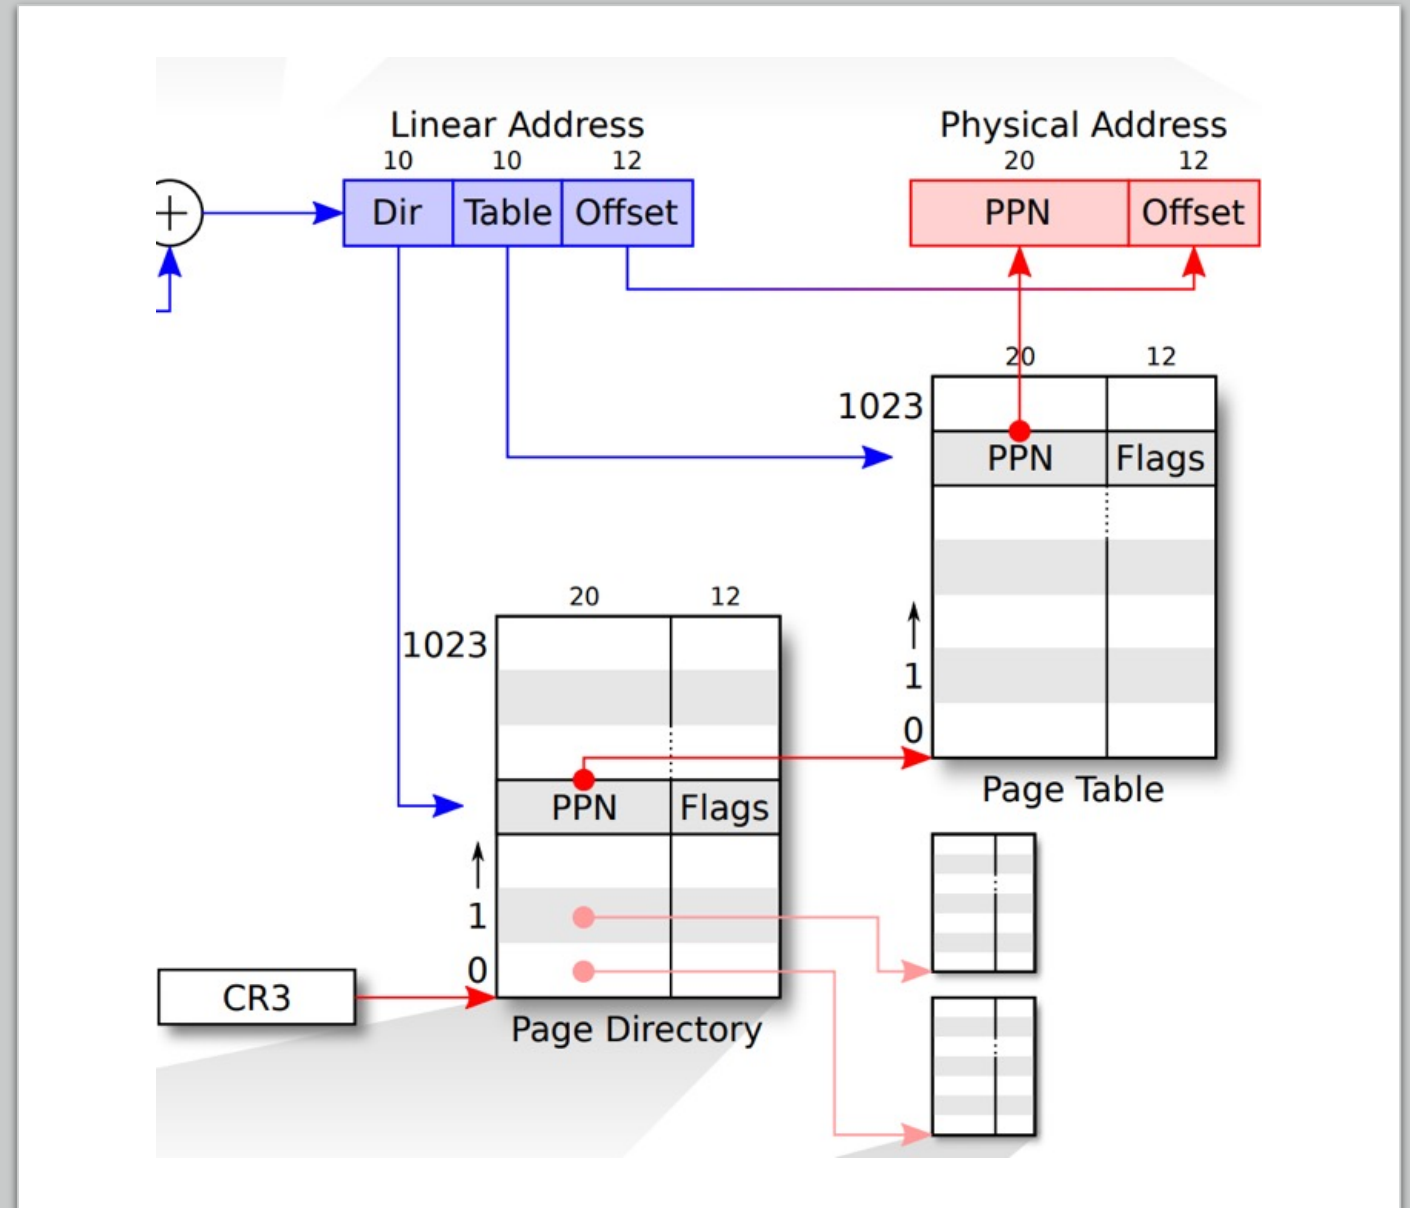 Linear Address
10 10 12
Dir Table Offset
Physical Address
20 12
PPN Offset
20 12
1023
PPN Flags
1
0
Page Table
20 12
1023
PPN Flags
1
0
Page Directory
CR3